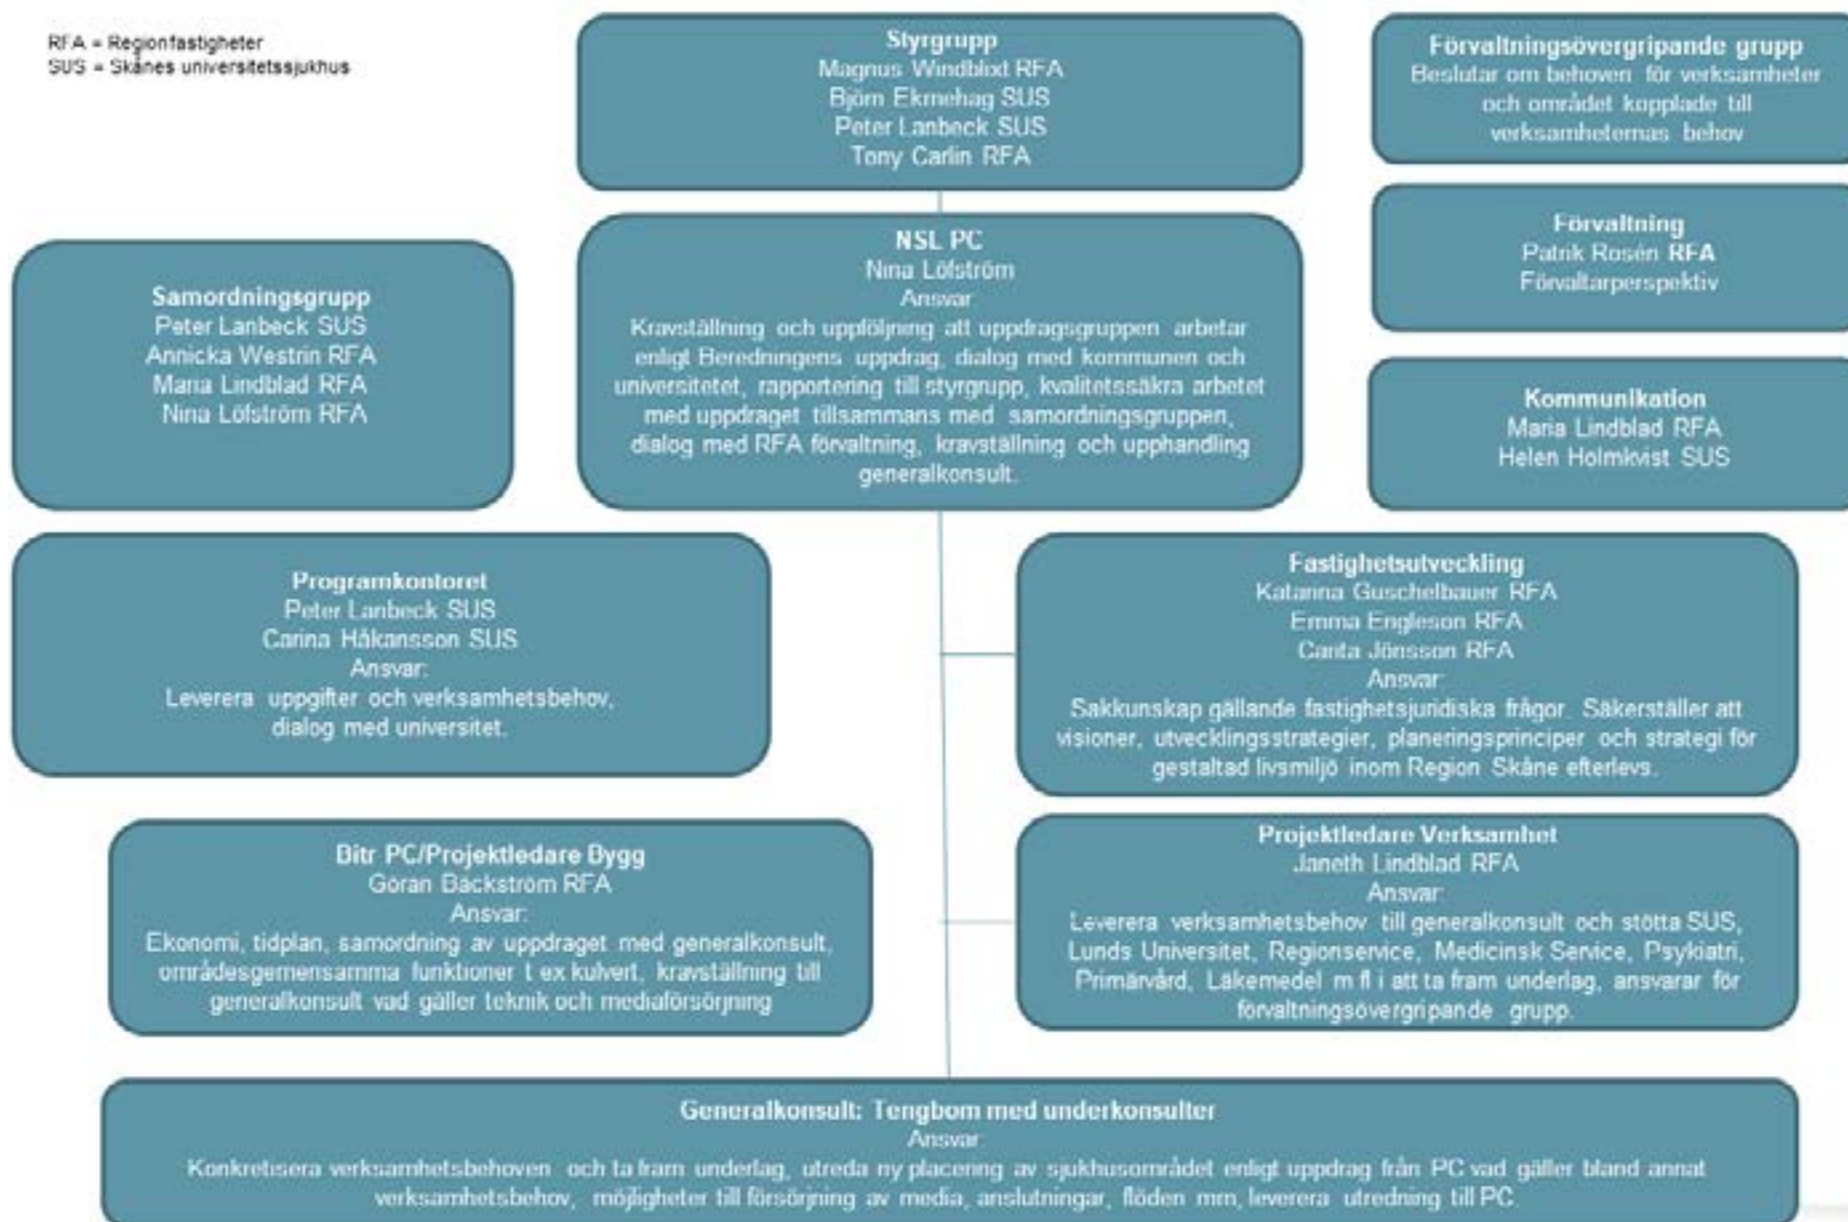 RFA = Regionfastigheter
SUS = Skånes universitetssjukhus
Styrgrupp
Magnus Windblixt RFA
Björn Ekmehag SUS
Peter Lanbeck SUS
Tony Carlin RFA
Förvaltningsövergripande grupp
Beslutar om behoven för verksamheter
och området kopplade till
verksamheternas behov
NSL PC
Nina Löfström
Ansvar:
Kravställning och uppföljning att uppdragsgruppen arbetar
enligt Beredningens uppdrag, dialog med kommunen och
universitetet, rapportering till styrgrupp, kvalitetssäkra arbetet
med uppdraget tillsammans med samordningsgruppen,
dialog med RFA förvaltning, kravställning och upphandling
generalkonsult.
Förvaltning
Patrik Rosén RFA
Förvaltarperspektiv
Samordningsgrupp
Peter Lanbeck SUS
Annicka Westrin RFA
Maria Lindblad RFA
Nina Löfström RFA
Kommunikation
Maria Lindblad RFA
Helen Holmkvist SUS
Programkontoret
Peter Lanbeck SUS
Carina Håkansson SUS
Ansvar:
Leverera uppgifter och verksamhetsbehov,
dialog med universitet.
Fastighetsutveckling
Katarina Guschelbauer RFA
Emma Engleson RFA
Carita Jönsson RFA
Ansvar:
Sakkunskap gällande fastighetsjuridiska frågor. Säkerställer att
visioner, utvecklingsstrategier, planeringsprinciper och strategi för
gestaltad livsmiljö inom Region Skåne efterlevs.
Bitr PC/Projektledare Bygg
Göran Bäckström RFA
Ansvar:
Ekonomi, tidplan, samordning av uppdraget med generalkonsult,
områdesgemensamma funktioner t ex kulvert, kravställning till
generalkonsult vad gäller teknik och mediaförsörjning
Projektledare Verksamhet
Janeth Lindblad RFA
Ansvar:
Leverera verksamhetsbehov till generalkonsult och stötta SUS,
Lunds Universitet, Regionservice, Medicinsk Service, Psykiatri,
Primärvård, Läkemedel m fl i att ta fram underlag, ansvarar för
förvaltningsövergripande grupp.
Generalkonsult: Tengbom med underkonsulter
Ansvar:
Konkretisera verksamhetsbehoven och ta fram underlag, utreda ny placering av sjukhusområdet enligt uppdrag från PC vad gäller bland annat
verksamhetsbehov, möjligheter till försörjning av media, anslutningar, flöden mm, leverera utredning till PC.